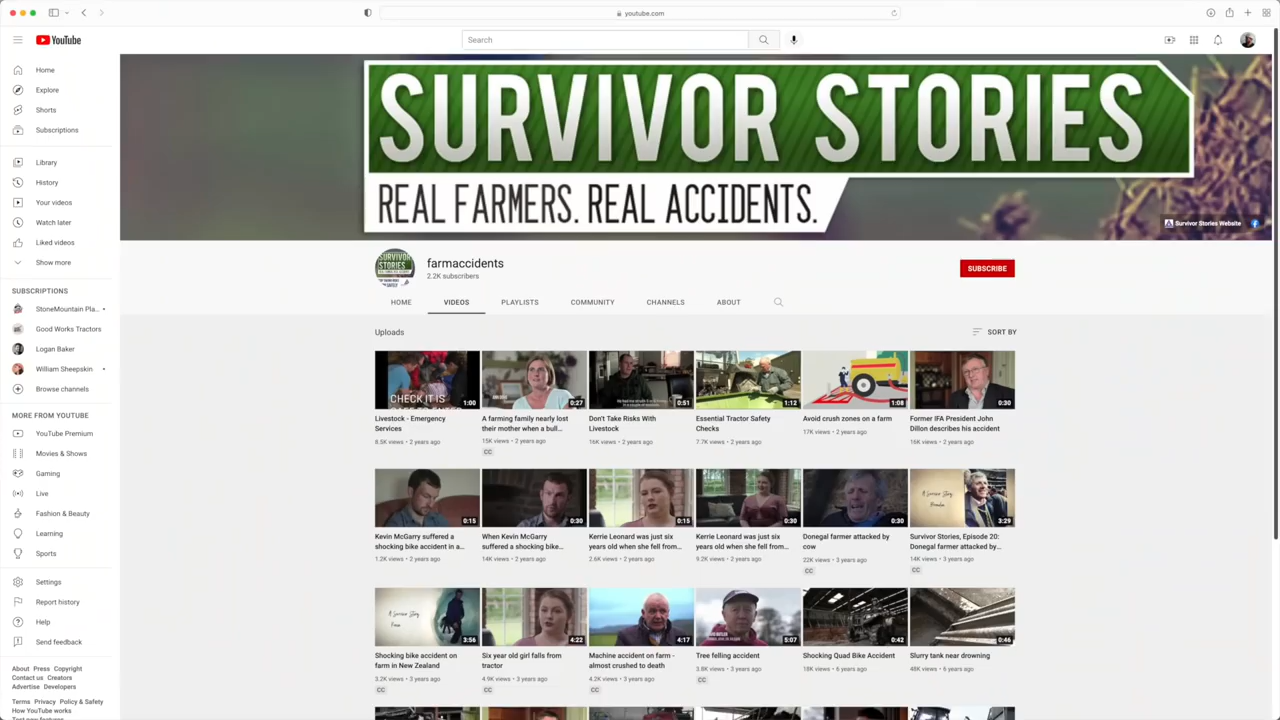 youtube.com
YouTube
Search
Home
Explore
Shorts
Subscriptions
Library
History
Your videos
Watch later
Liked videos
Show more
SUBSCRIPTIONS
StoneMountain Pla...
Good Works Tractors
Logan Baker
William Sheepskin
Browse channels
MORE FROM YOUTUBE
YouTube Premium
Movies & Shows
Gaming
Live
Fashion & Beauty
Learning
Sports
Settings
Report history
Help
Send feedback
About Press Copyright
Contact us Creators
Advertise Developers
Terms Privacy Policy & Safety
How YouTube works
Test new features
SURVIVOR STORIES
REAL FARMERS. REAL ACCIDENTS.
Survivor Stories Website
SURVIVOR
STORIES
farmaccidents
2.2K subscribers
SUBSCRIBE
HOME VIDEOS PLAYLISTS COMMUNITY CHANNELS ABOUT
Uploads
SORT BY
CHECK IT IS
1:00
0:27
0:51
1:12
1:08
0:30
Livestock - Emergency
Services
8.5K views • 2 years ago
A farming family nearly lost
their mother when a bull...
15K views • 2 years ago
CC
Don't Take Risks With
Livestock
16K views • 2 years ago
Essential Tractor Safety
Checks
7.7K views • 2 years ago
Avoid crush zones on a farm
17K views • 2 years ago
Former IFA President John
Dillon describes his accident
16K views • 2 years ago
0:15
0:30
0:15
0:30
0:30
A Survivor Story
3:29
Kevin McGarry suffered a
shocking bike accident in a...
1.2K views • 2 years ago
When Kevin McGarry
suffered a shocking bike...
14K views • 2 years ago
Kerrie Leonard was just six
years old when she fell from...
2.6K views • 2 years ago
Kerrie Leonard was just six
years old when she fell from...
9.2K views • 2 years ago
Donegal farmer attacked by
cow
22K views • 3 years ago
CC
Survivor Stories, Episode 20:
Donegal farmer attacked by...
14K views • 3 years ago
CC
A Survivor Story
3:56
4:22
4:17
5:07
0:42
0:46
Shocking bike accident on
farm in New Zealand
3.2K views • 3 years ago
CC
Six year old girl falls from
tractor
4.9K views • 3 years ago
CC
Machine accident on farm -
almost crushed to death
4.2K views • 3 years ago
CC
Tree felling accident
3.8K views • 3 years ago
CC
Shocking Quad Bike Accident
18K views • 6 years ago
Slurry tank near drowning
48K views • 6 years ago